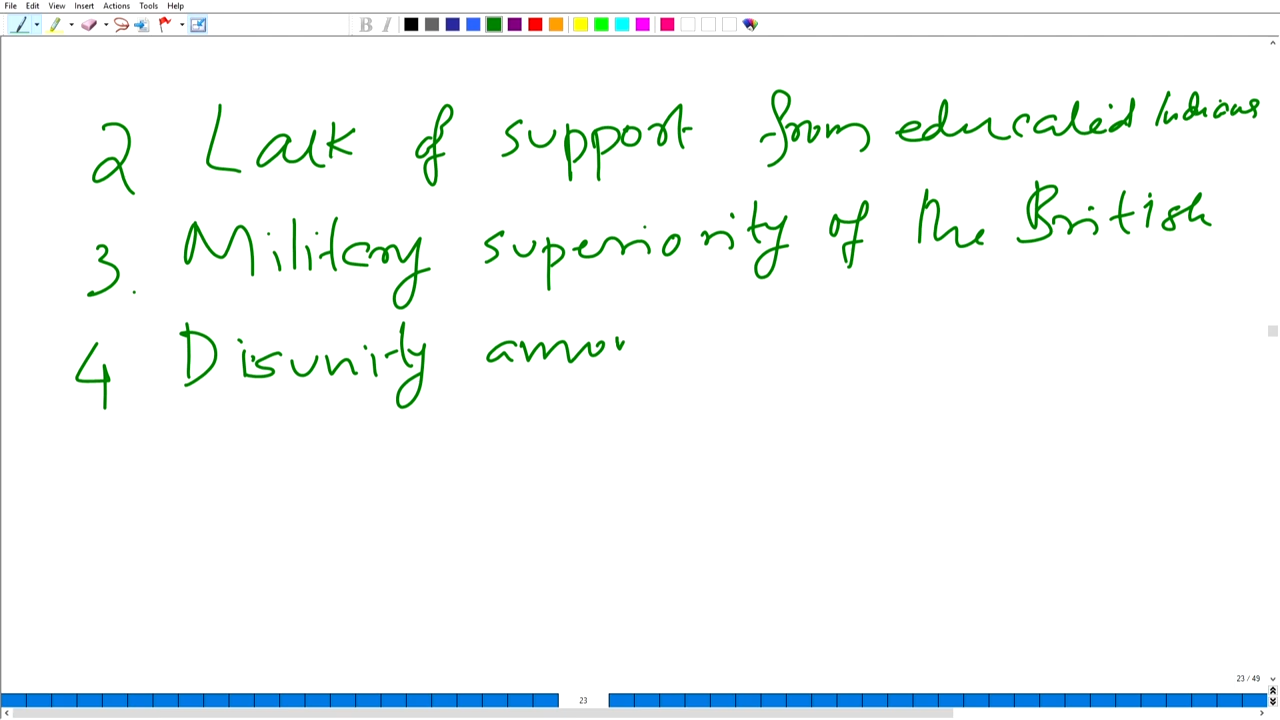 File Edit View Insert Actions Tools Help
B I
2 Lack of support from educated Indians
3. Military superiority of the British
4 Disunity amo
23 / 49
23